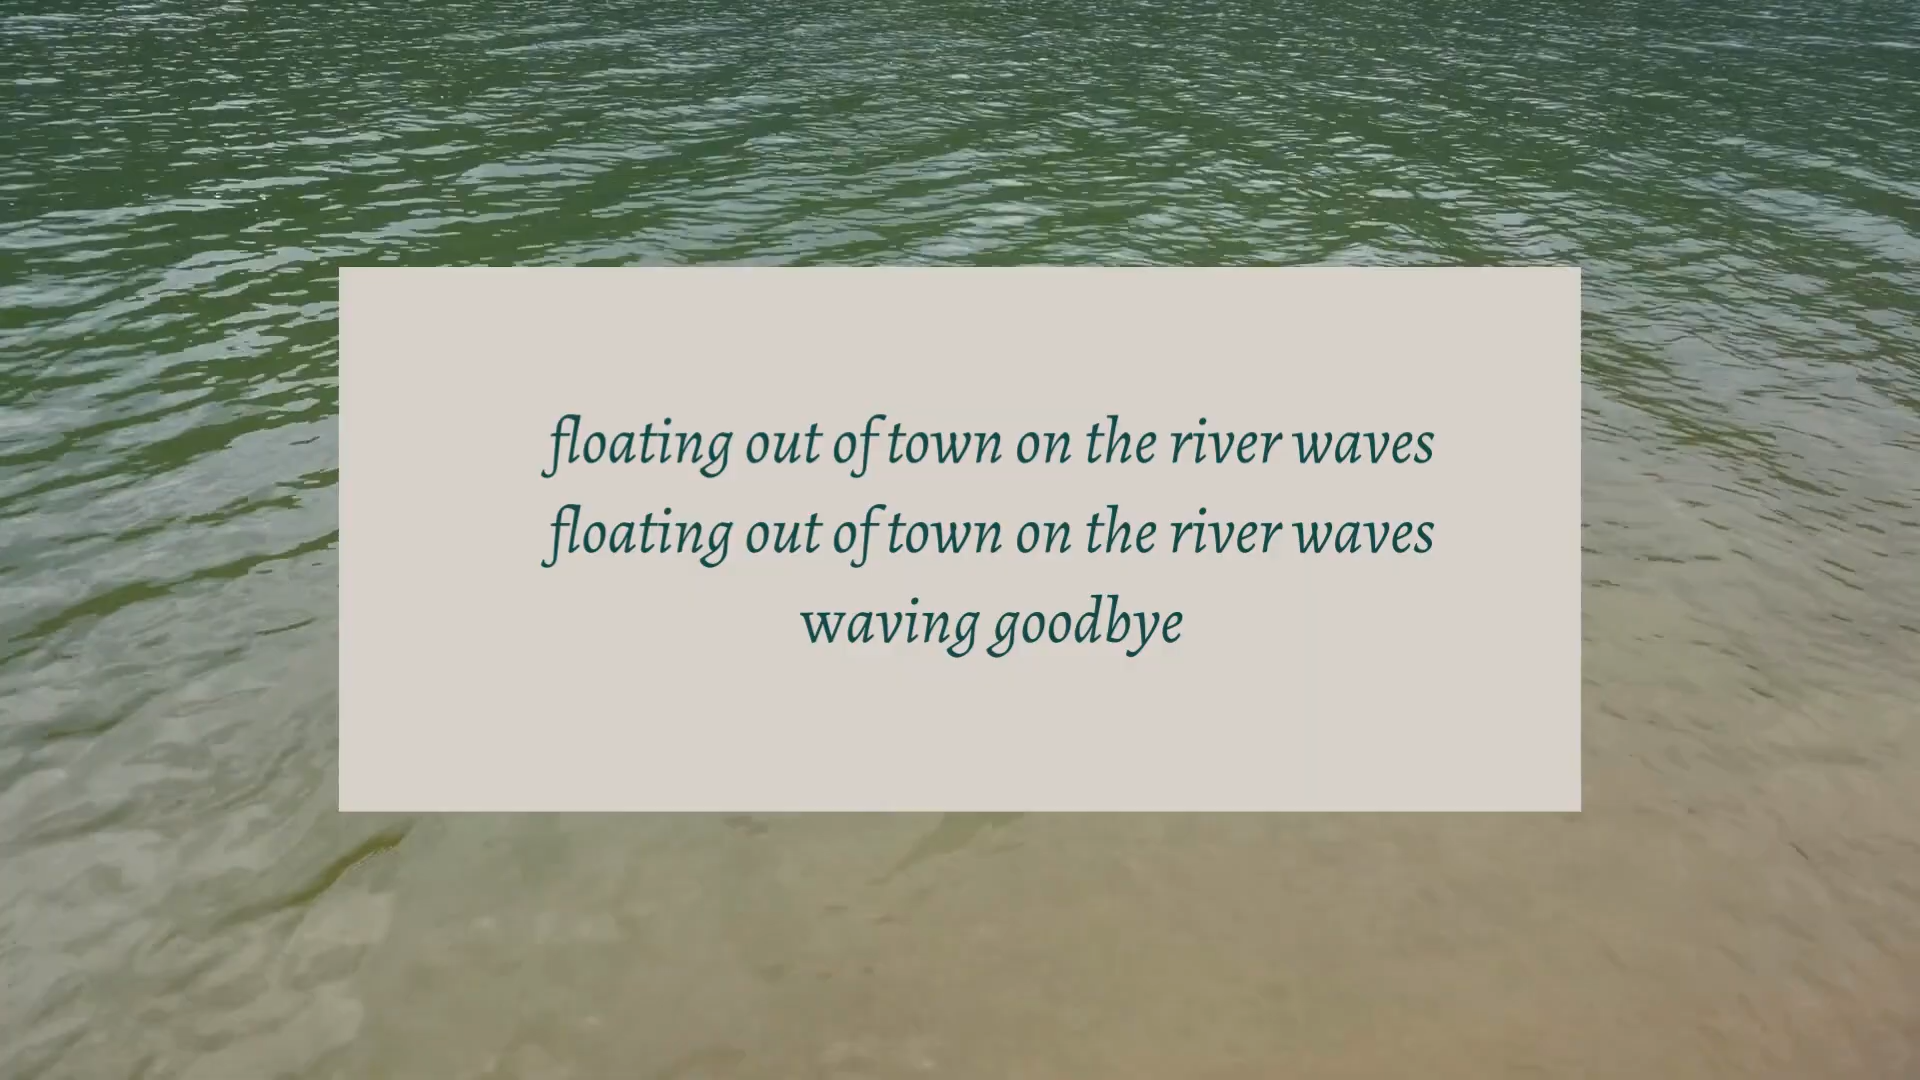 floating out of town on the river waves
floating out of town on the river waves
waving goodbye